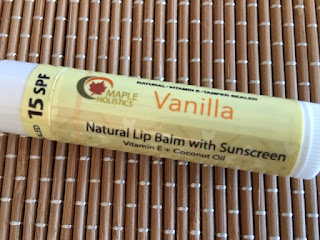 NATURAL-VITAMIN E-TAMPER-SEALED
MAPLE
HOLISTICS
Vanilla
15 SPF
Natural Lip Balm with Sunscreen
Vitamin E + Coconut Oil